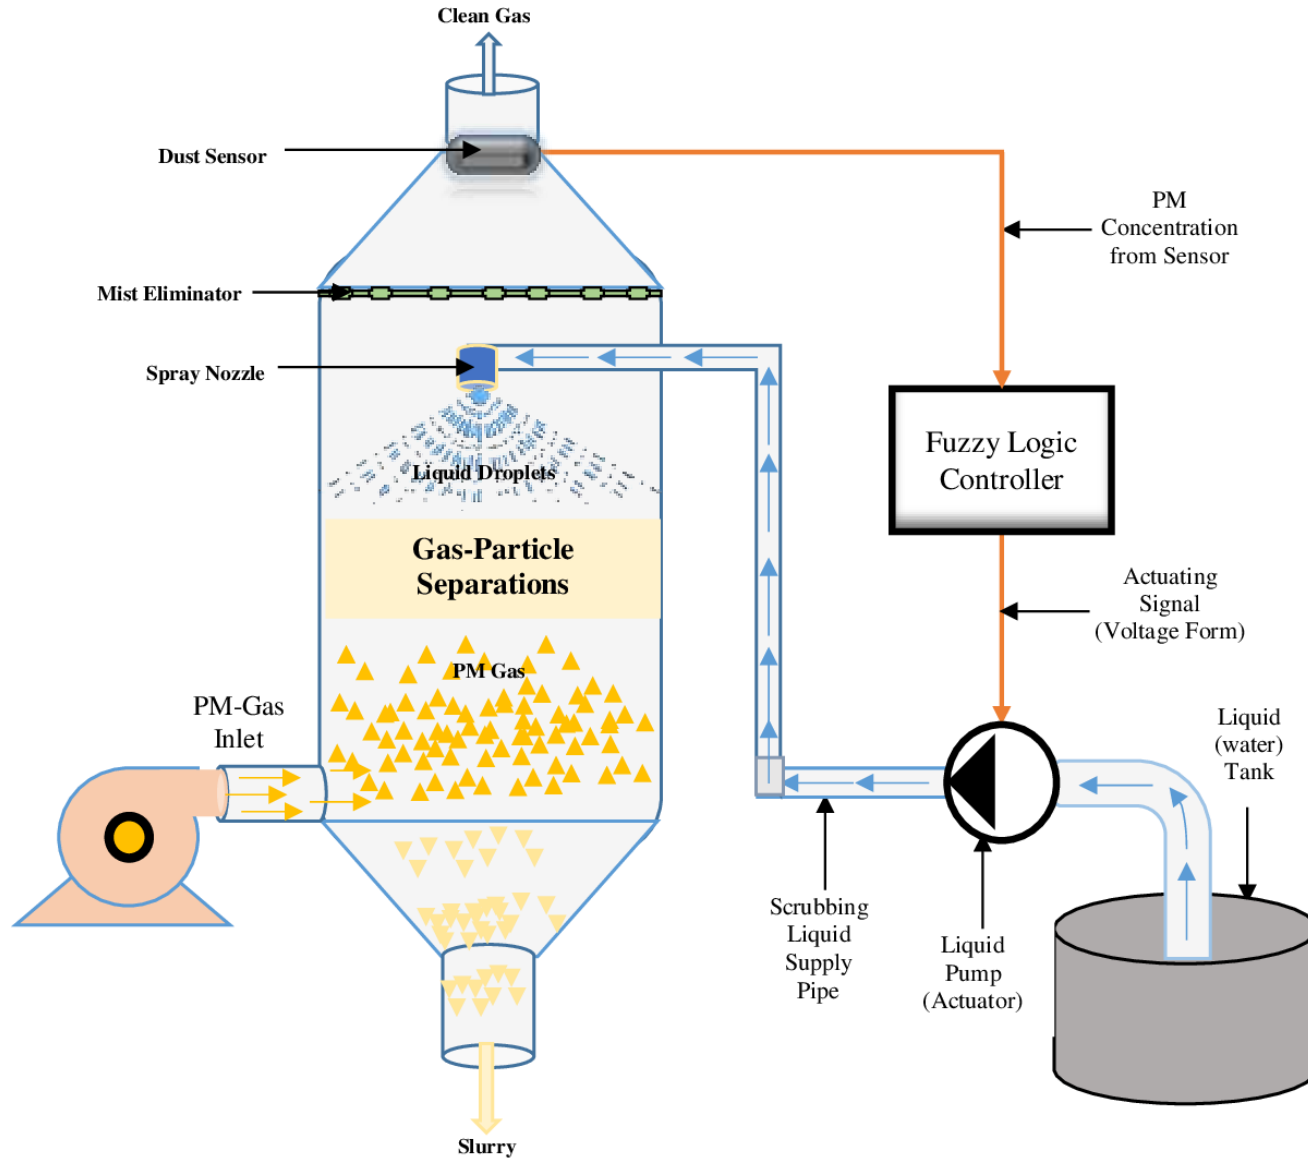 Clean Gas
Dust Sensor
PM
Concentration
from Sensor
Mist Eliminator
Spray Nozzle
Fuzzy Logic
Controller
Liquid Droplets
Gas-Particle
Separations
Actuating
Signal
(Voltage Form)
PM Gas
PM-Gas
Inlet
Liquid
(water)
Tank
Scrubbing
Liquid
Supply
Pipe
Liquid
Pump
(Actuator)
Slurry